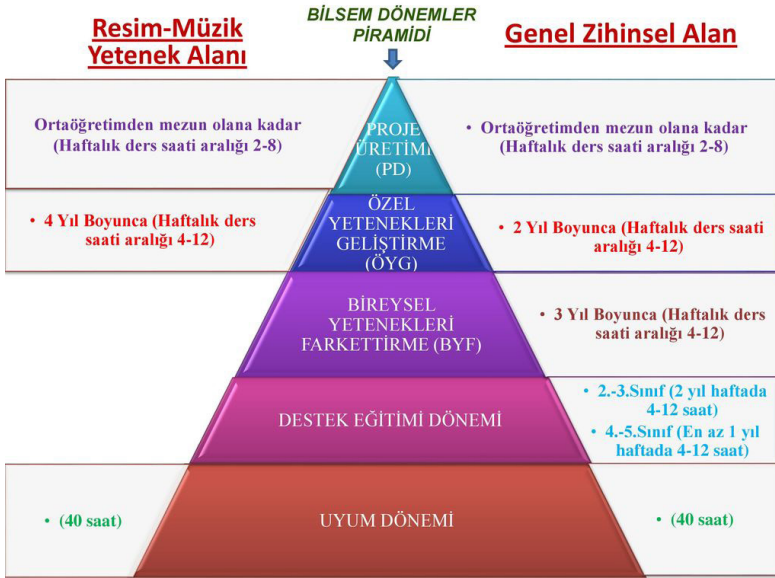 Resim-Müzik
Yetenek Alanı
BİLSEM DÖNEMLER
PİRAMİDİ
Genel Zihinsel Alan
Ortaöğretimden mezun olana kadar
(Haftalık ders saati aralığı 2-8)
PROJE
ÜRETİMİ
(PD)
• Ortaöğretimden mezun olana kadar
(Haftalık ders saati aralığı 2-8)
• 4 Yıl Boyunca (Haftalık ders
saati aralığı 4-12)
ÖZEL
YETENEKLERİ
GELİŞTİRME
(ÖYG)
• 2 Yıl Boyunca (Haftalık ders saati
aralığı 4-12)
BİREYSEL
YETENEKLERİ
FARKETTİRME (BYF)
• 3 Yıl Boyunca (Haftalık ders
saati aralığı 4-12)
DESTEK EĞİTİMİ DÖNEMİ
• 2.-3.Sınıf (2 yıl haftada
4-12 saat)
• 4.-5.Sınıf (En az 1 yıl
haftada 4-12 saat)
• (40 saat)
UYUM DÖNEMİ
• (40 saat)